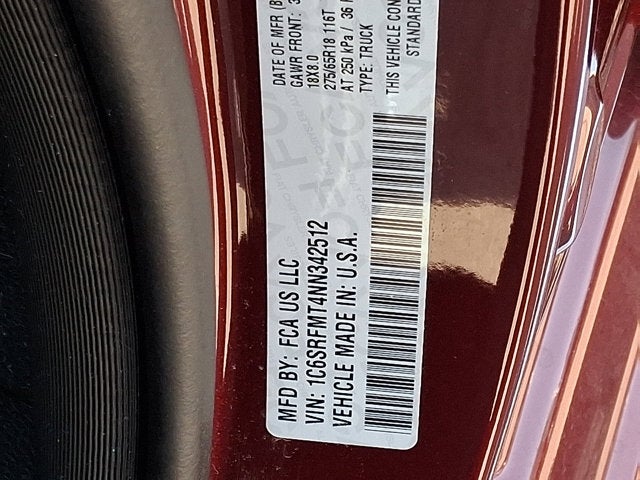 MFD BY: FCA US LLC
VIN: 1C6SRFMT4NN342512
VEHICLE MADE IN: U.S.A.
DATE OF MFR
GAWR FRONT:
18X8.0
275/65R18 116T
AT 250 kPa / 36
TYPE: TRUCK
THIS VEHICLE
STANDARD